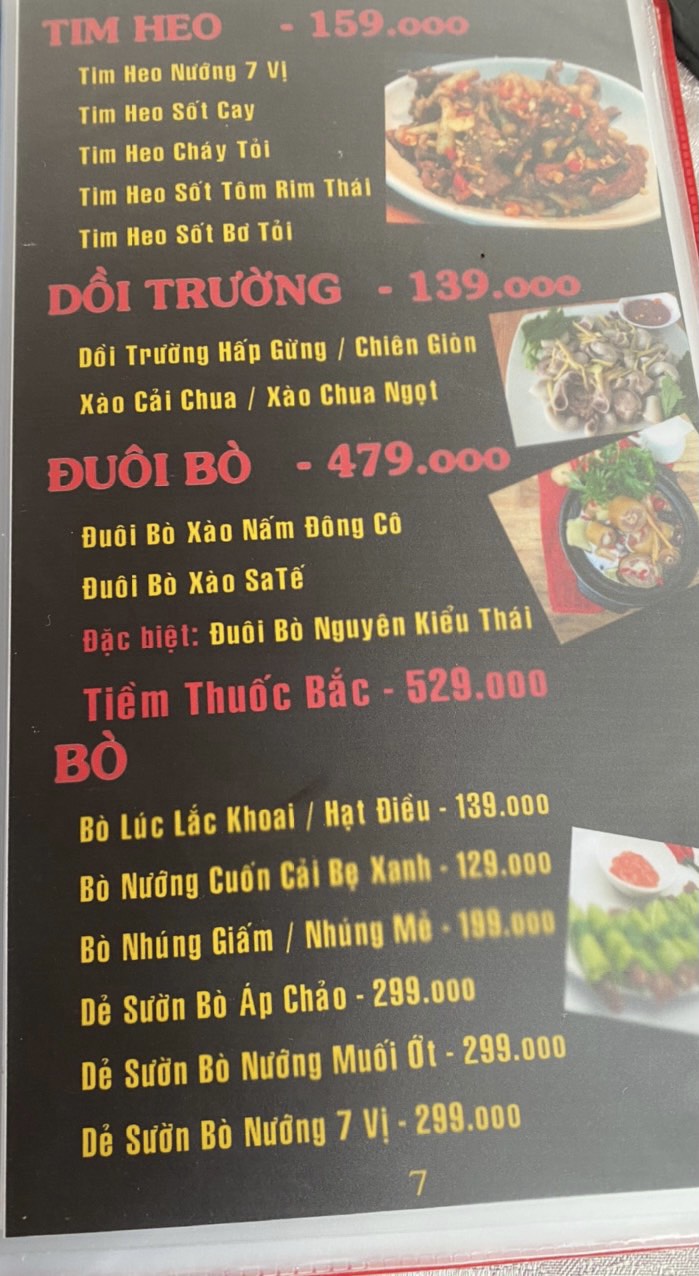 TIM HEO - 159.000
Tim Heo Nướng 7 Vị
Tim Heo Sốt Cay
Tim Heo Cháy Tỏi
Tim Heo Sốt Tôm Rim Thái
Tim Heo Sốt Bơ Tỏi
DỒI TRƯỜNG - 139.000
Dồi Trường Hấp Gừng / Chiên Giòn
Xào Cải Chua / Xào Chua Ngọt
ĐUÔI BÒ - 479.000
Đuôi Bò Xào Nấm Đông Cô
Đuôi Bò Xào SaTế
Đặc biệt: Đuôi Bò Nguyên Kiểu Thái
Tiềm Thuốc Bắc - 529.000
BÒ
Bò Lúc Lắc Khoai / Hạt Điều - 139.000
Bò Nướng Cuốn Cải Bẹ Xanh - 129.000
Bò Nhúng Giấm / Nhúng Mẻ - 199.000
Dẻ Sườn Bò Áp Chảo - 299.000
Dẻ Sườn Bò Nướng Muối Ớt - 299.000
Dẻ Sườn Bò Nướng 7 Vị - 299.000
7